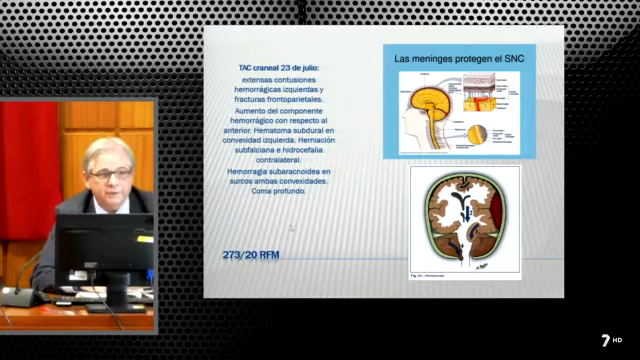 TAC craneal 23 de julio:
extensas contusiones
hemorrágicas izquierdas y
fracturas frontoparietales.
Aumento del componente
hemorrágico con respecto al
anterior. Hematoma subdural en
convexidad izquierda. Herniación
subfalciana e hidrocefalia
contralateral.
Hemorragia subaracnoidea en
surcos ambas convexidades.
Coma profundo.
273/20 RFM
Las meninges protegen el SNC
7 HD